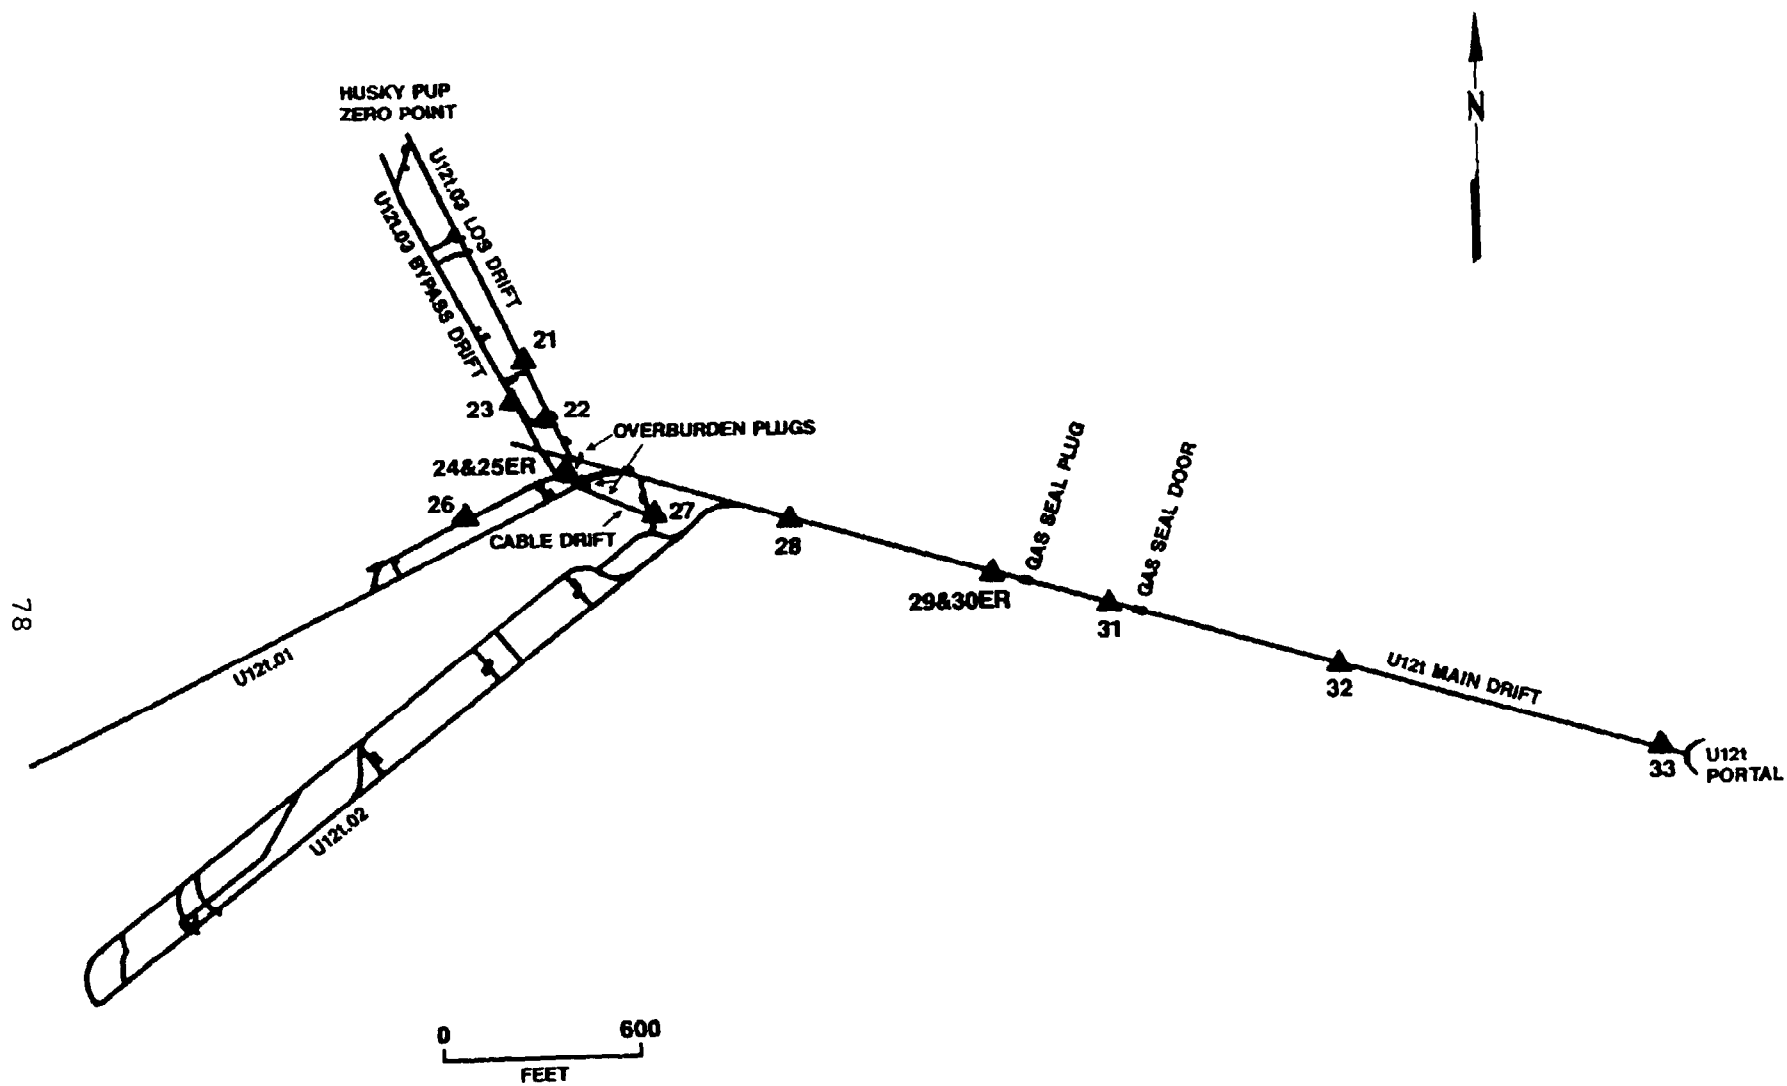 HUSKY PUP
ZERO POINT
N
U12t.03 LOS DRIFT
U12t.03 BYPASS DRIFT
21
23
22
OVERBURDEN PLUGS
24&25ER
26
27
CABLE DRIFT
28
GAS SEAL PLUG
GAS SEAL DOOR
29&30ER
31
32
U12t MAIN DRIFT
33
U12t
PORTAL
78
U12t.01
U12t.02
0
600
FEET